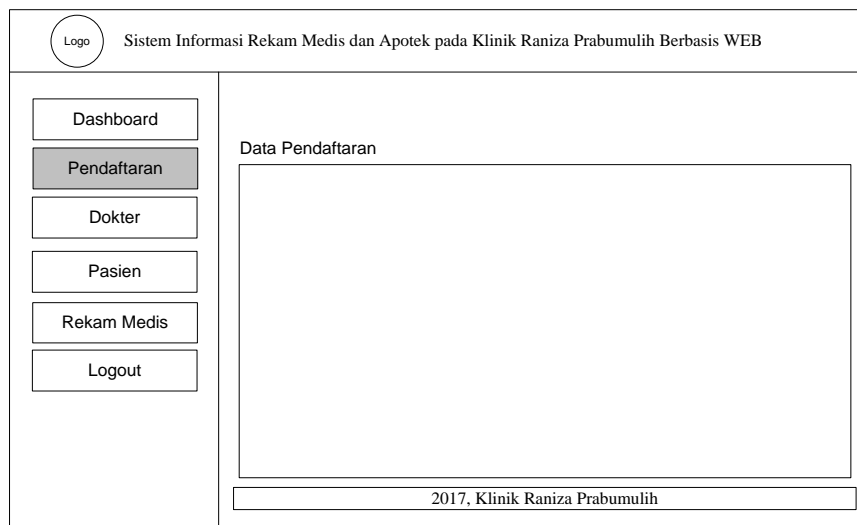 Logo
Sistem Informasi Rekam Medis dan Apotek pada Klinik Raniza Prabumulih Berbasis WEB
Dashboard
Pendaftaran
Dokter
Pasien
Rekam Medis
Logout
Data Pendaftaran
2017, Klinik Raniza Prabumulih